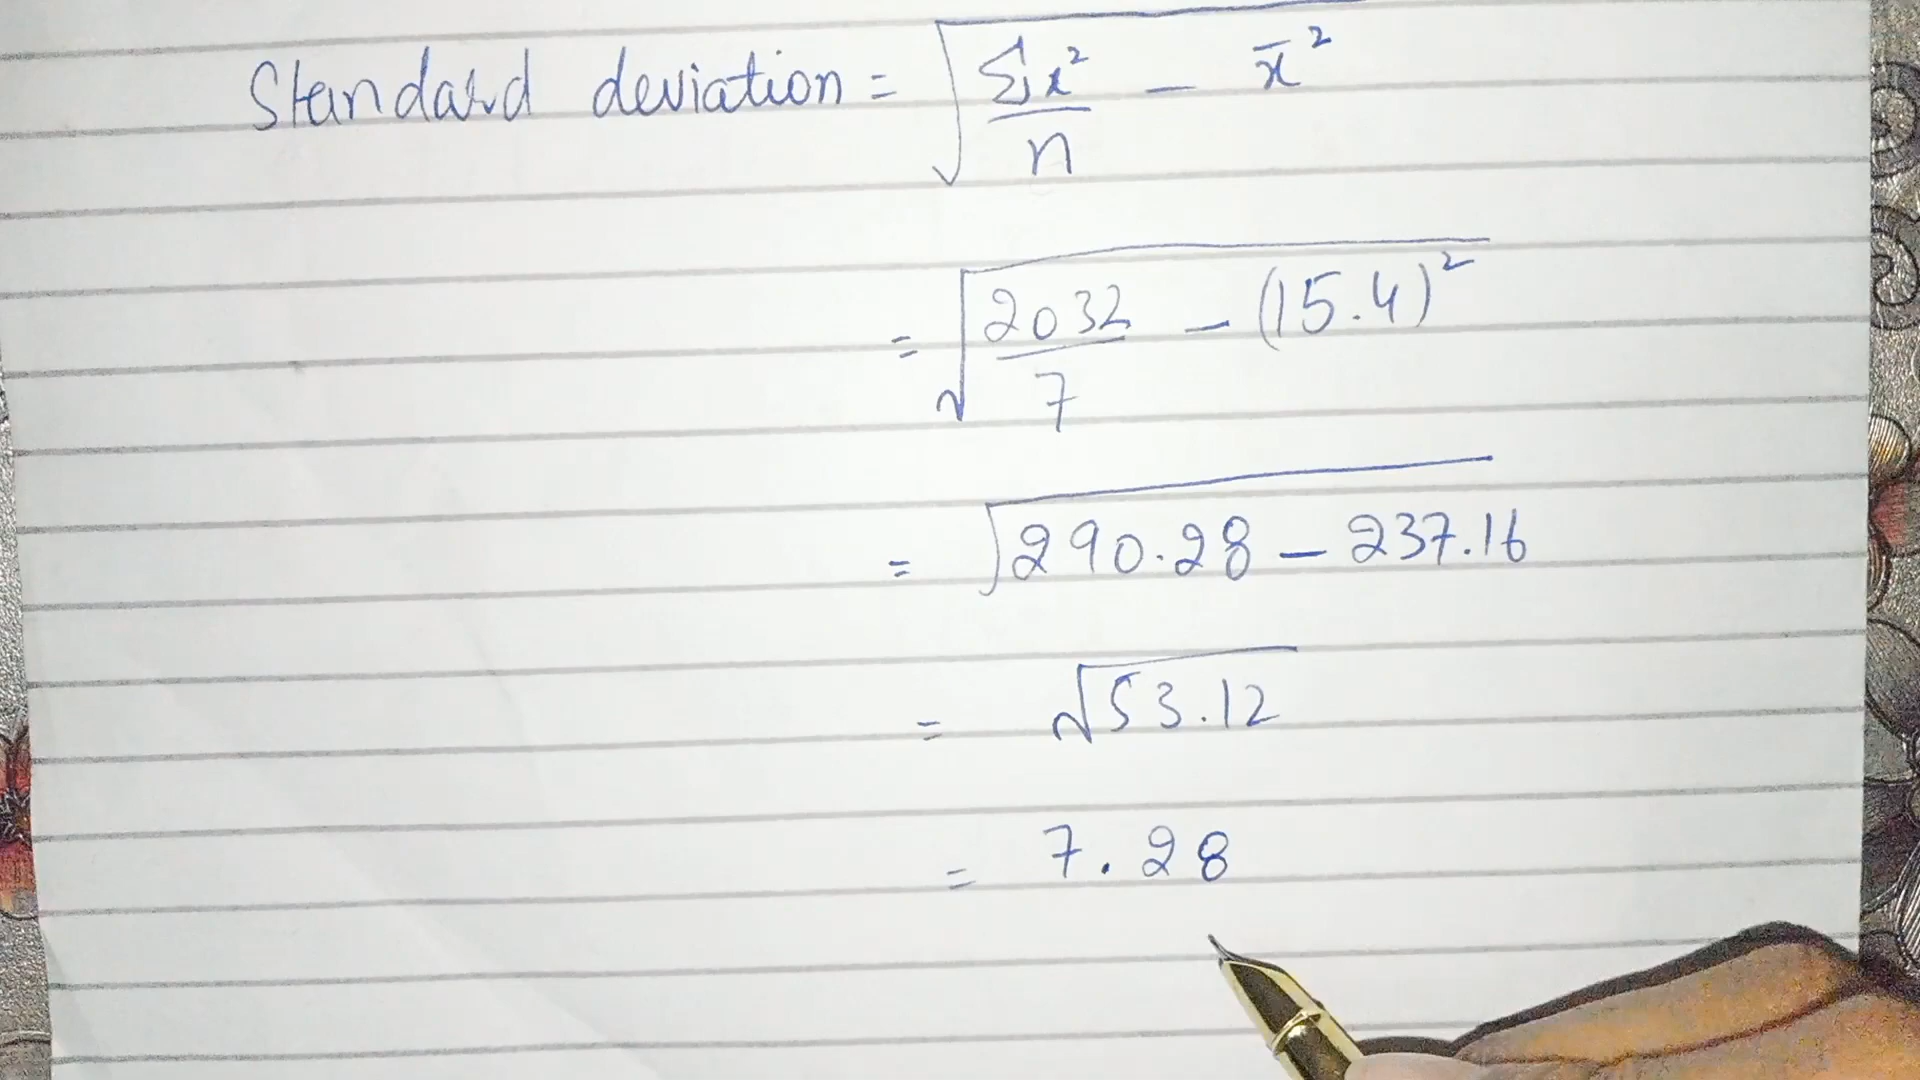 Standard deviation = √(Σx²/n − x̄²)
= √(2032/7 − (15.4)²)
= √290.28 − 237.16
= √53.12
= 7.28